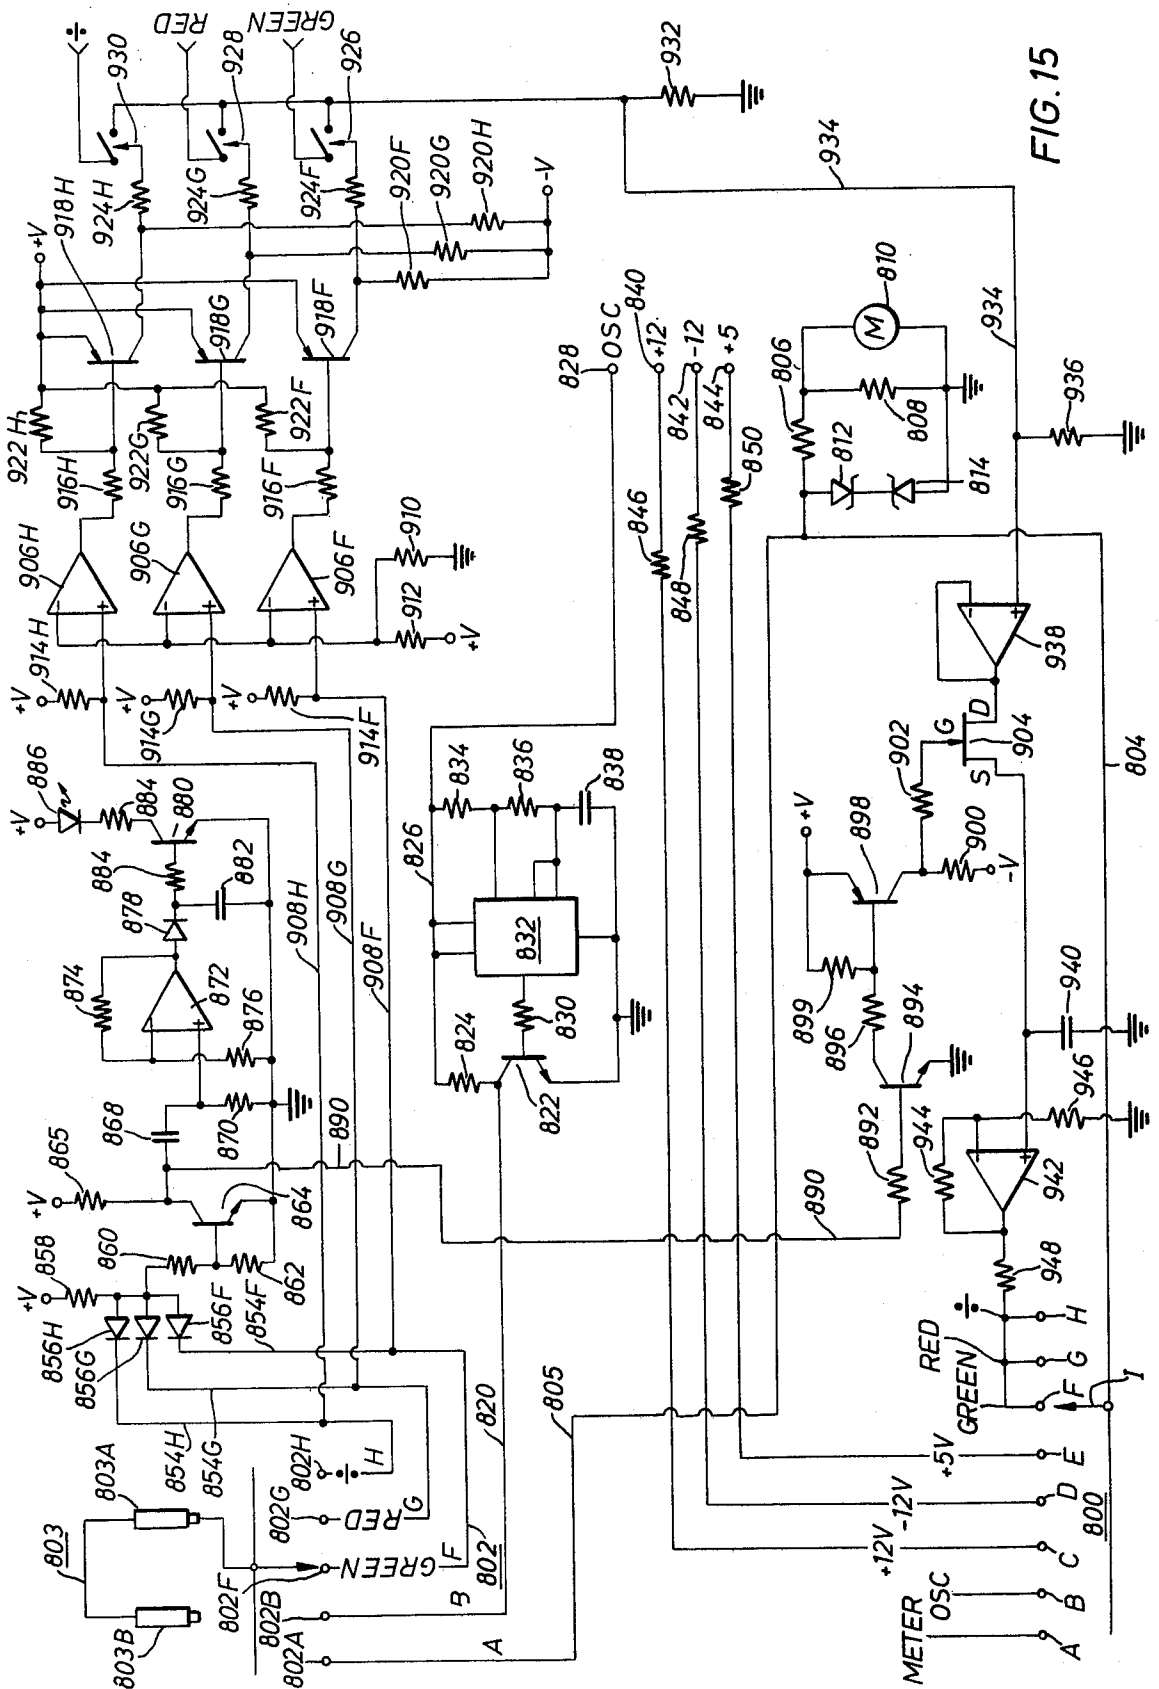 ÷
RED
GREEN
930
928
926
932
FIG. 15
918H
924H
924G
924F
920F
920G
920H
+V
-V
934
922H
918G
918F
922G
922F
916H
916G
916F
828
OSC
840
+12
842
-12
844
+5
846
848
850
806
810
M
808
812
814
934
936
906H
906G
906F
910
912
+V
914H
914G
914F
+V
+V
+V
-
+
-
+
-
+
938
-
+
804
886
+V
884
880
884
882
878
874
872
876
-
+
908H
908G
908F
834
836
838
826
832
824
830
822
902
G
D
S
904
+V
898
900
-V
899
896
894
940
865
+V
868
870
864
890
892
890
944
946
942
-
+
948
858
+V
860
862
856H
856G
856F
854F
854H
854G
820
805
803
803A
803B
802F
802B
802A
802G
802H
÷
H
RED
G
GREEN
F
802
B
A
÷
RED
GREEN
H
G
F
I
+5V
E
-12V
D
+12V
C
800
OSC
B
METER
A